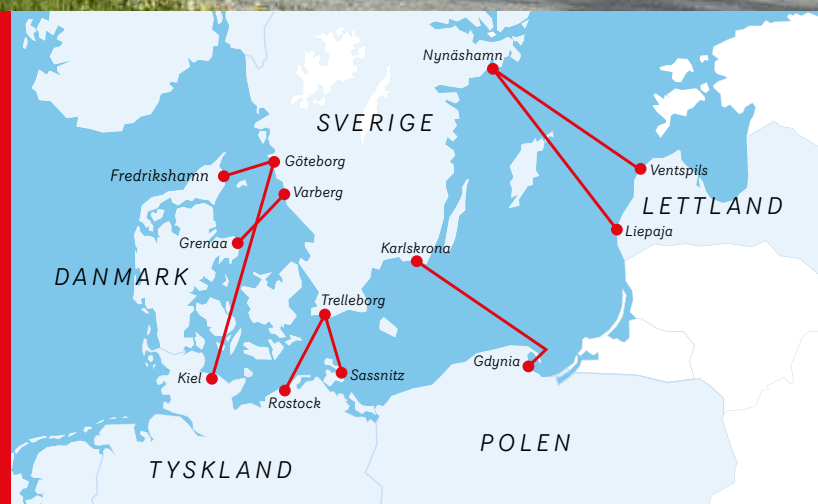 Nynäshamn
SVERIGE
Göteborg
Fredrikshamn
Ventspils
Varberg
LETTLAND
Liepaja
Grenaa
Karlskrona
DANMARK
Trelleborg
Gdynia
Kiel
Sassnitz
Rostock
POLEN
TYSKLAND